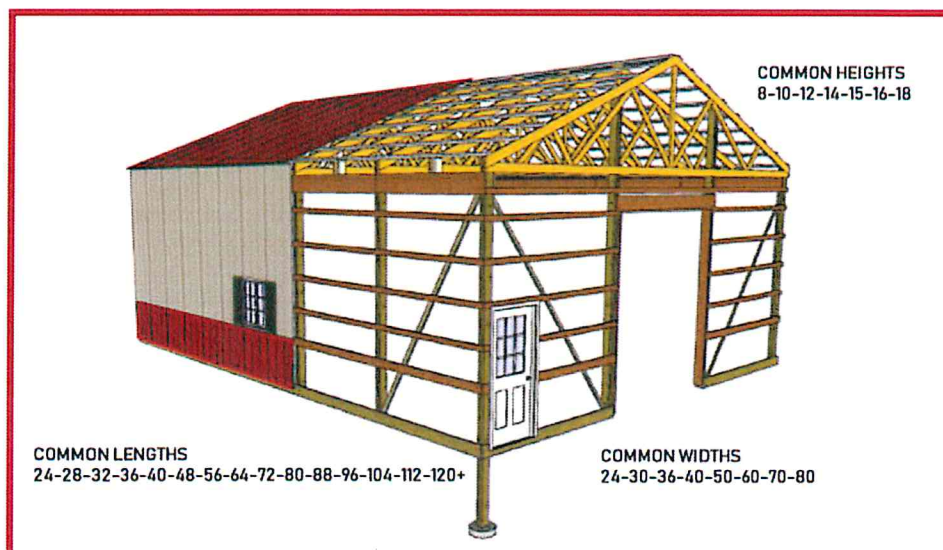 COMMON HEIGHTS
8-10-12-14-15-16-18
COMMON LENGTHS
24-28-32-36-40-48-56-64-72-80-88-96-104-112-120+
COMMON WIDTHS
24-30-36-40-50-60-70-80